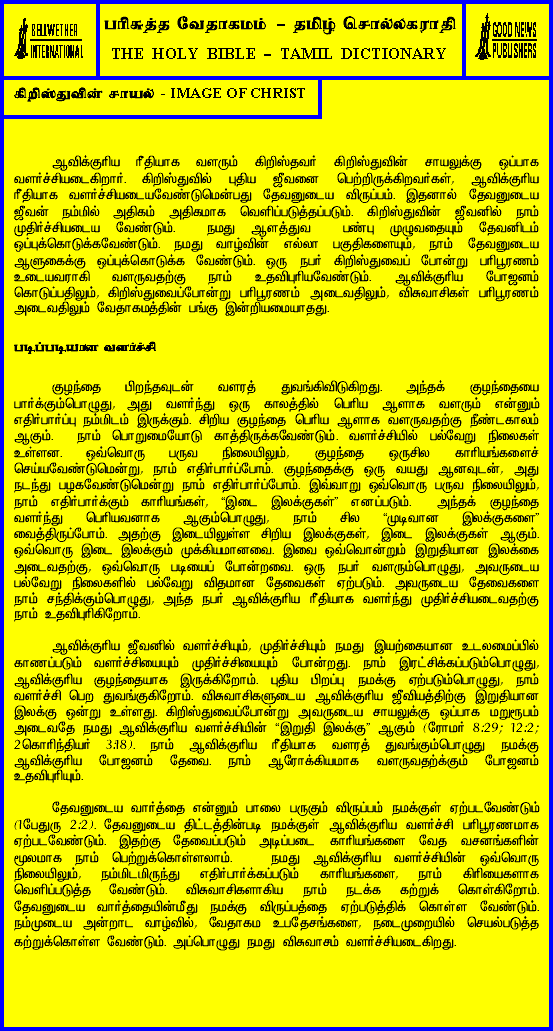 BELLWETHER
INTERNATIONAL
பரிசுத்த வேதாகமம் – தமிழ் சொல்லகராதி
THE HOLY BIBLE – TAMIL DICTIONARY
GOOD NEWS
PUBLISHERS
கிறிஸ்துவின் சாயல் - IMAGE OF CHRIST
ஆவிக்குரிய ரீதியாக வளரும் கிறிஸ்தவர் கிறிஸ்துவின் சாயலுக்கு ஒப்பாக
வளர்ச்சியடைகிறார். கிறிஸ்துவில் புதிய ஜீவனை பெற்றிருக்கிறவர்கள், ஆவிக்குரிய
ரீதியாக வளர்ச்சியடையவேண்டுமென்பது தேவனுடைய விருப்பம். இதனால் தேவனுடைய
ஜீவன் நம்மில் அதிகம் அதிகமாக வெளிப்படுத்தப்படும். கிறிஸ்துவின் ஜீவனில் நாம்
முதிர்ச்சியடைய வேண்டும். நமது ஆளத்துவ பண்பு முழுவதையும் தேவனிடம்
ஒப்புக்கொடுக்கவேண்டும். நமது வாழ்வின் எல்லா பகுதிகளையும், நாம் தேவனுடைய
ஆளுகைக்கு ஒப்புக்கொடுக்க வேண்டும். ஒரு நபர் கிறிஸ்துவைப் போன்று பரிபூரணம்
உடையவராகி வளருவதற்கு நாம் உதவிபுரியவேண்டும். ஆவிக்குரிய போஜனம்
கொடுப்பதிலும், கிறிஸ்துவைப்போன்று பரிபூரணம் அடைவதிலும், விசுவாசிகள் பரிபூரணம்
அடைவதிலும் வேதாகமத்தின் பங்கு இன்றியமையாதது.
படிப்படியான வளர்ச்சி
குழந்தை பிறந்தவுடன் வளரத் துவங்கிவிடுகிறது. அந்தக் குழந்தையை
பார்க்கும்பொழுது, அது வளர்ந்து ஒரு காலத்தில் பெரிய ஆளாக வளரும் என்னும்
எதிர்பார்ப்பு நம்மிடம் இருக்கும். சிறிய குழந்தை பெரிய ஆளாக வளருவதற்கு நீண்டகாலம்
ஆகும். நாம் பொறுமையோடு காத்திருக்கவேண்டும். வளர்ச்சியில் பல்வேறு நிலைகள்
உள்ளன. ஒவ்வொரு பருவ நிலையிலும், குழந்தை ஒருசில காரியங்களைச்
செய்யவேண்டுமென்று, நாம் எதிர்பார்ப்போம். குழந்தைக்கு ஒரு வயது ஆனவுடன், அது
நடந்து பழகவேண்டுமென்று நாம் எதிர்பார்ப்போம். இவ்வாறு ஒவ்வொரு பருவ நிலையிலும்,
நாம் எதிர்பார்க்கும் காரியங்கள், “இடை இலக்குகள்” எனப்படும். அந்தக் குழந்தை
வளர்ந்து பெரியவனாக ஆகும்பொழுது, நாம் சில “முடிவான இலக்குகளை”
வைத்திருப்போம். அதற்கு இடையிலுள்ள சிறிய இலக்குகள், இடை இலக்குகள் ஆகும்.
ஒவ்வொரு இடை இலக்கும் முக்கியமானவை. இவை ஒவ்வொன்றும் இறுதியான இலக்கை
அடைவதற்கு, ஒவ்வொரு படியைப் போன்றவை. ஒரு நபர் வளரும்பொழுது, அவருடைய
பல்வேறு நிலைகளில் பல்வேறு விதமான தேவைகள் ஏற்படும். அவருடைய தேவைகளை
நாம் சந்திக்கும்பொழுது, அந்த நபர் ஆவிக்குரிய ரீதியாக வளர்ந்து முதிர்ச்சியடைவதற்கு
நாம் உதவிபுரிகிறோம்.
ஆவிக்குரிய ஜீவனில் வளர்ச்சியும், முதிர்ச்சியும் நமது இயற்கையான உடலமைப்பில்
காணப்படும் வளர்ச்சியையும் முதிர்ச்சியையும் போன்றது. நாம் இரட்சிக்கப்படும்பொழுது,
ஆவிக்குரிய குழந்தையாக இருக்கிறோம். புதிய பிறப்பு நமக்கு ஏற்படும்பொழுது, நாம்
வளர்ச்சி பெற துவங்குகிறோம். விசுவாசிகளுடைய ஆவிக்குரிய ஜீவியத்திற்கு இறுதியான
இலக்கு ஒன்று உள்ளது. கிறிஸ்துவைப்போன்று அவருடைய சாயலுக்கு ஒப்பாக மறுரூபம்
அடைவதே நமது ஆவிக்குரிய வளர்ச்சியின் “இறுதி இலக்கு” ஆகும் (ரோமர் 8:29; 12:2;
2கொரிந்தியர் 3:18). நாம் ஆவிக்குரிய ரீதியாக வளரத் துவங்கும்பொழுது நமக்கு
ஆவிக்குரிய போஜனம் தேவை. நாம் ஆரோக்கியமாக வளருவதற்க்கும் போஜனம்
உதவிபுரியும்.
தேவனுடைய வார்த்தை என்னும் பாலை பருகும் விருப்பம் நமக்குள் ஏற்படவேண்டும்
(1பேதுரு 2:2). தேவனுடைய திட்டத்தின்படி நமக்குள் ஆவிக்குரிய வளர்ச்சி பரிபூரணமாக
ஏற்படவேண்டும். இதற்கு தேவைப்படும் அடிப்படை காரியங்களை வேத வசனங்களின்
மூலமாக நாம் பெற்றுக்கொள்ளலாம். நமது ஆவிக்குரிய வளர்ச்சியின் ஒவ்வொரு
நிலையிலும், நம்மிடமிருந்து எதிர்பார்க்கப்படும் காரியங்களை, நாம் கிரியைகளாக
வெளிப்படுத்த வேண்டும். விசுவாசிகளாகிய நாம் நடக்க கற்றுக் கொள்கிறோம்.
தேவனுடைய வார்த்தையின்மீது நமக்கு விருப்பத்தை ஏற்படுத்திக் கொள்ள வேண்டும்.
நம்முடைய அன்றாட வாழ்வில், வேதாகம உபதேசங்களை, நடைமுறையில் செயல்படுத்த
கற்றுக்கொள்ள வேண்டும். அப்பொழுது நமது விசுவாசம் வளர்ச்சியடைகிறது.